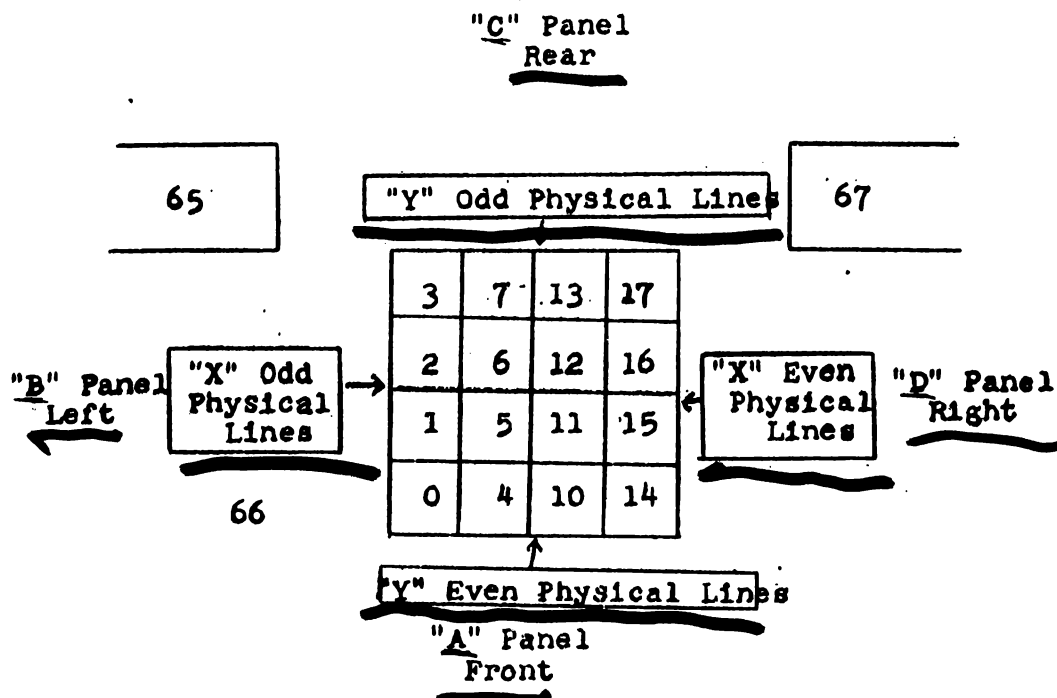 "C" Panel
Rear
65
"Y" Odd Physical Lines
67
3 7 13 17
2 6 12 16
1 5 11 15
0 4 10 14
"B" Panel
Left
"X" Odd
Physical
Lines
"X" Even
Physical
Lines
"D" Panel
Right
66
"Y" Even Physical Lines
"A" Panel
Front